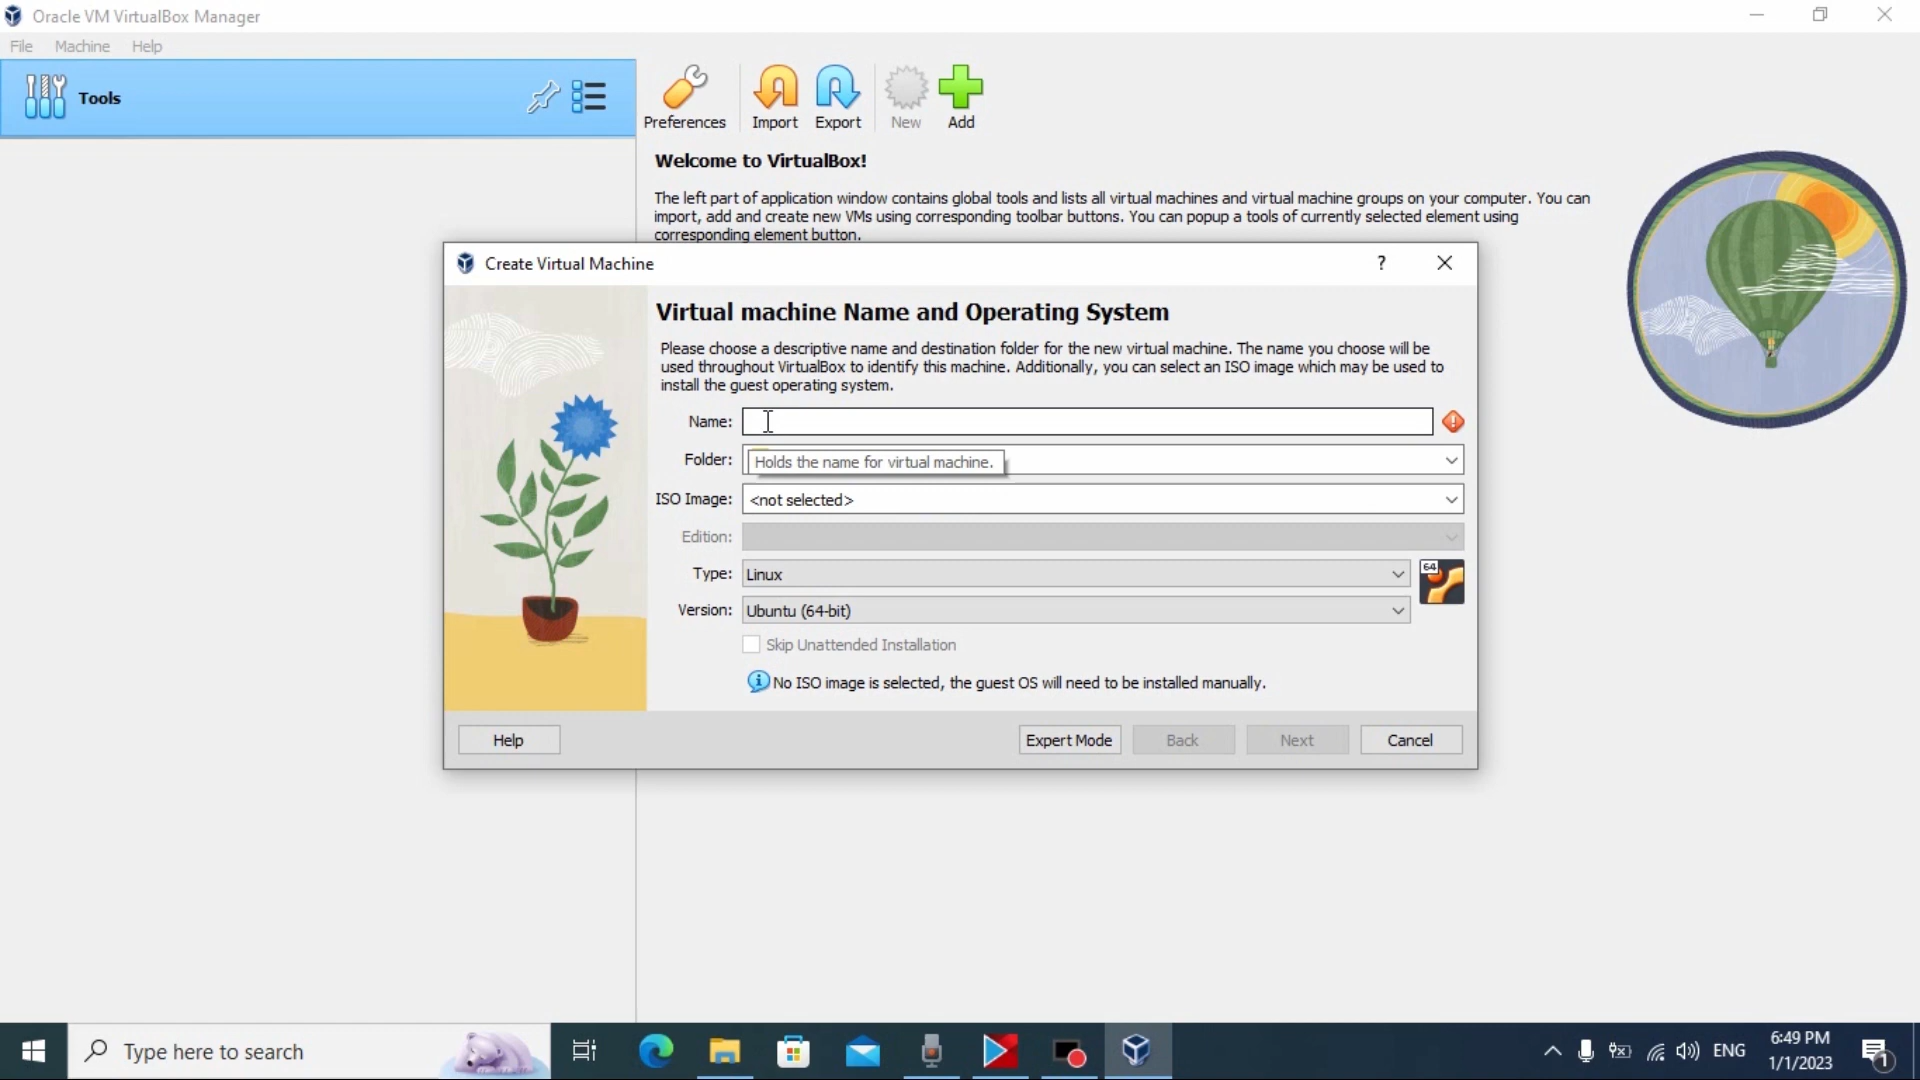 Oracle VM VirtualBox Manager
File Machine Help
Tools
Preferences Import Export New Add
Welcome to VirtualBox!
The left part of application window contains global tools and lists all virtual machines and virtual machine groups on your computer. You can
import, add and create new VMs using corresponding toolbar buttons. You can popup a tools of currently selected element using
corresponding element button.
Create Virtual Machine ?
Virtual machine Name and Operating System
Please choose a descriptive name and destination folder for the new virtual machine. The name you choose will be
used throughout VirtualBox to identify this machine. Additionally, you can select an ISO image which may be used to
install the guest operating system.
Name:
Folder:
Holds the name for virtual machine.
ISO Image: <not selected>
Edition:
Type: Linux
64
Version: Ubuntu (64-bit)
Skip Unattended Installation
No ISO image is selected, the guest OS will need to be installed manually.
Help Expert Mode Back Next Cancel
Type here to search
ENG
6:49 PM
1/1/2023
1